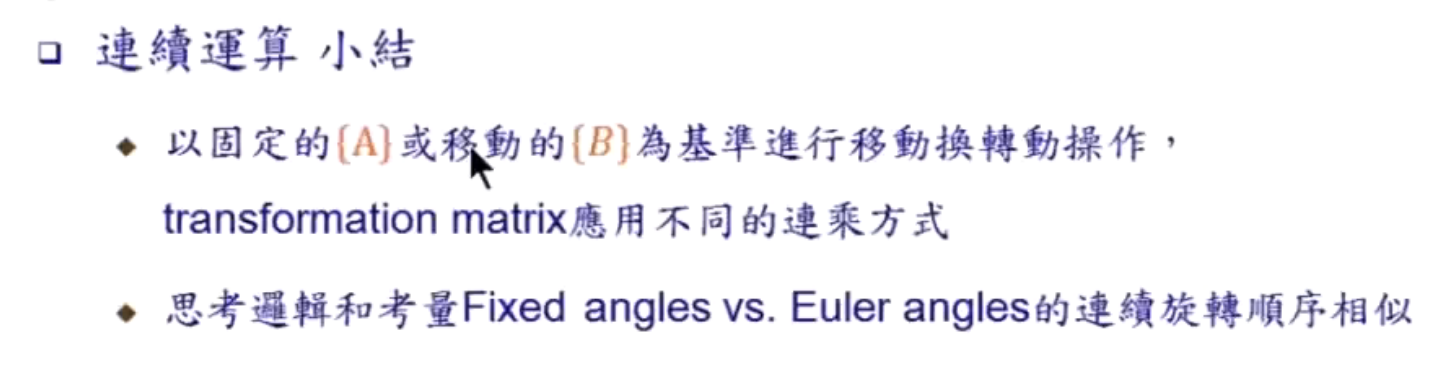 連續運算 小結
以固定的{A}或移動的{B}為基準進行移動換轉動操作，
transformation matrix應用不同的連乘方式
思考邏輯和考量Fixed angles vs. Euler angles的連續旋轉順序相似